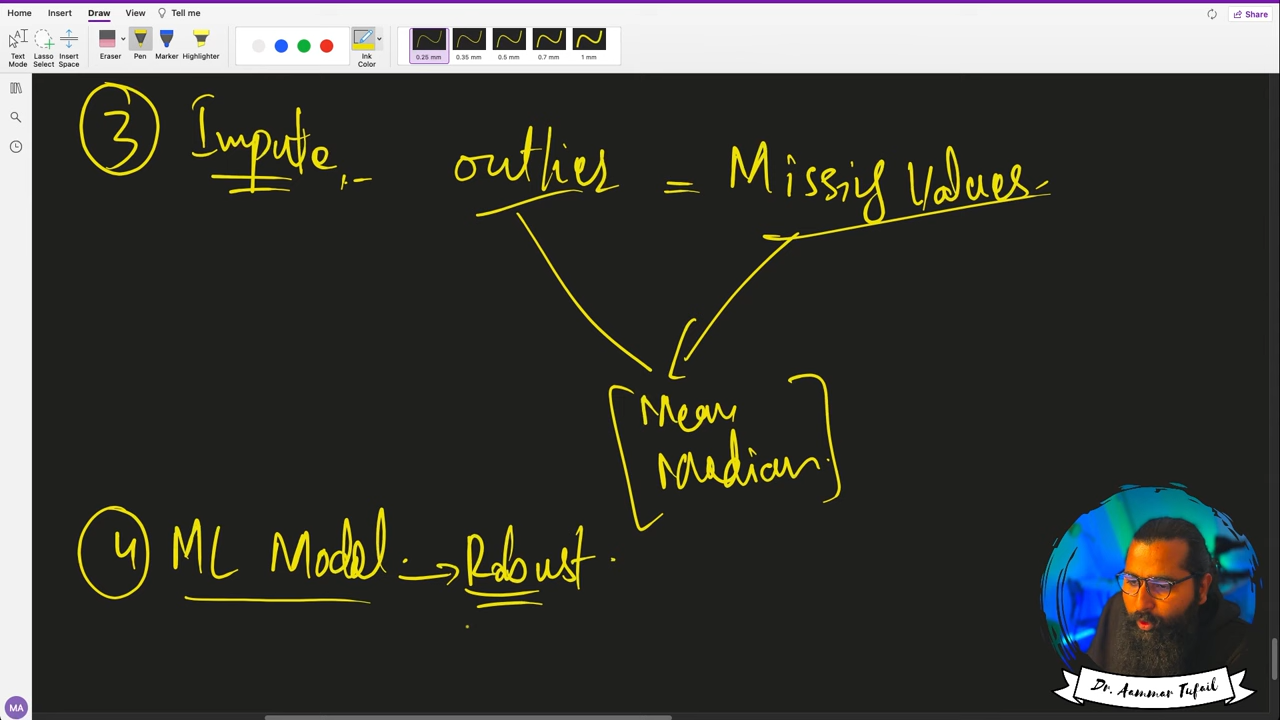 Home Insert Draw View Tell me
Share
Text Mode
Lasso Select
Insert Space
Eraser
Pen
Marker
Highlighter
Ink Color
0.25 mm
0.35 mm
0.5 mm
0.7 mm
1 mm
3 Impute outlier = Missing Values
Mean
Median
4 ML Model → Robust
Dr. Aammar Tufail
MA